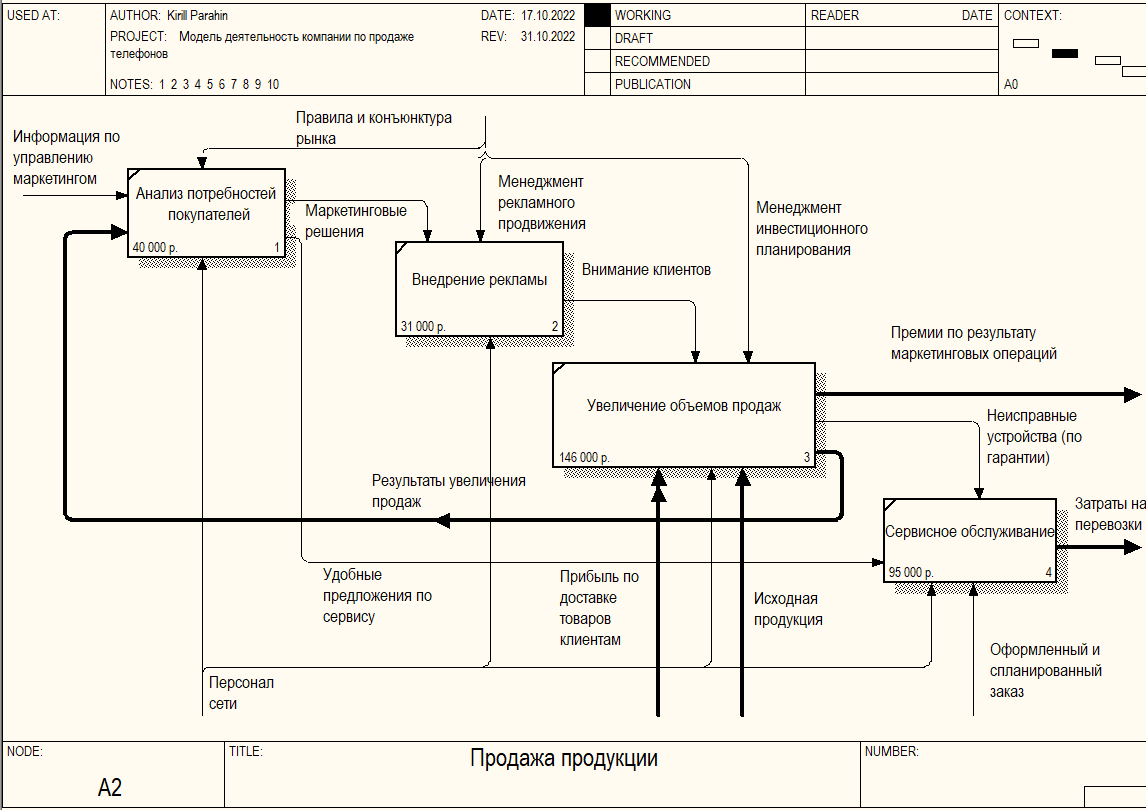 USED AT:
AUTHOR: Kirill Parahin
DATE: 17.10.2022
PROJECT: Модель деятельность компании по продаже
телефонов
REV: 31.10.2022
NOTES: 1 2 3 4 5 6 7 8 9 10
WORKING
DRAFT
RECOMMENDED
PUBLICATION
READER
DATE
CONTEXT:
A0
Правила и конъюнктура
рынка
Информация по
управлению
маркетингом
Анализ потребностей
покупателей
40 000 р.
1
Маркетинговые
решения
Менеджмент
рекламного
продвижения
Менеджмент
инвестиционного
планирования
Внедрение рекламы
31 000 р.
2
Внимание клиентов
Премии по результату
маркетинговых операций
Увеличение объемов продаж
146 000 р.
3
Неисправные
устройства (по
гарантии)
Результаты увеличения
продаж
Затраты на
перевозки
Сервисное обслуживание
95 000 р.
4
Удобные
предложения по
сервису
Прибыль по
доставке
товаров
клиентам
Исходная
продукция
Оформленный и
спланированный
заказ
Персонал
сети
NODE:
A2
TITLE:
Продажа продукции
NUMBER: